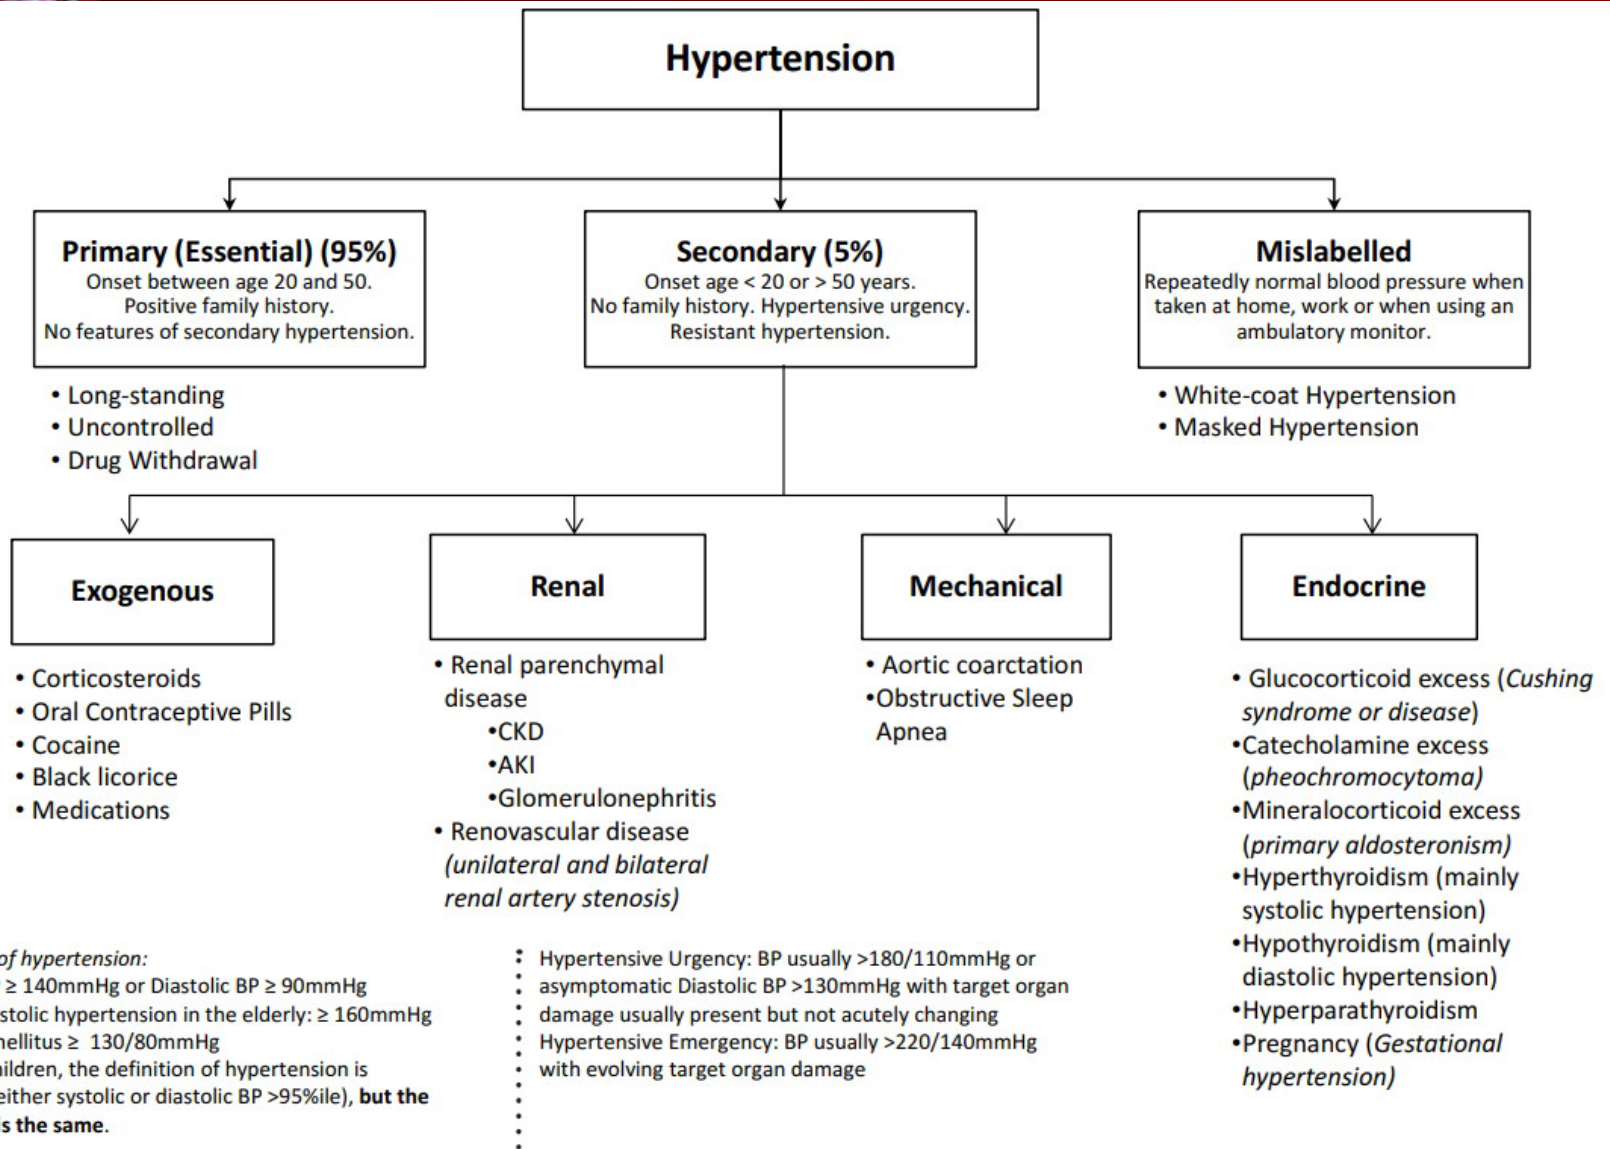 Hypertension
Primary (Essential) (95%)
Onset between age 20 and 50.
Positive family history.
No features of secondary hypertension.
• Long-standing
• Uncontrolled
• Drug Withdrawal
Secondary (5%)
Onset age < 20 or > 50 years.
No family history. Hypertensive urgency.
Resistant hypertension.
Mislabelled
Repeatedly normal blood pressure when
taken at home, work or when using an
ambulatory monitor.
• White-coat Hypertension
• Masked Hypertension
Exogenous
• Corticosteroids
• Oral Contraceptive Pills
• Cocaine
• Black licorice
• Medications
Renal
• Renal parenchymal
disease
•CKD
•AKI
•Glomerulonephritis
• Renovascular disease
(unilateral and bilateral
renal artery stenosis)
Mechanical
• Aortic coarctation
•Obstructive Sleep
Apnea
Endocrine
• Glucocorticoid excess (Cushing
syndrome or disease)
•Catecholamine excess
(pheochromocytoma)
•Mineralocorticoid excess
(primary aldosteronism)
•Hyperthyroidism (mainly
systolic hypertension)
•Hypothyroidism (mainly
diastolic hypertension)
•Hyperparathyroidism
•Pregnancy (Gestational
hypertension)
of hypertension:
≥ 140mmHg or Diastolic BP ≥ 90mmHg
stolic hypertension in the elderly: ≥ 160mmHg
nellitus ≥ 130/80mmHg
ildren, the definition of hypertension is
either systolic or diastolic BP >95%ile), but the
is the same.
Hypertensive Urgency: BP usually >180/110mmHg or
asymptomatic Diastolic BP >130mmHg with target organ
damage usually present but not acutely changing
Hypertensive Emergency: BP usually >220/140mmHg
with evolving target organ damage